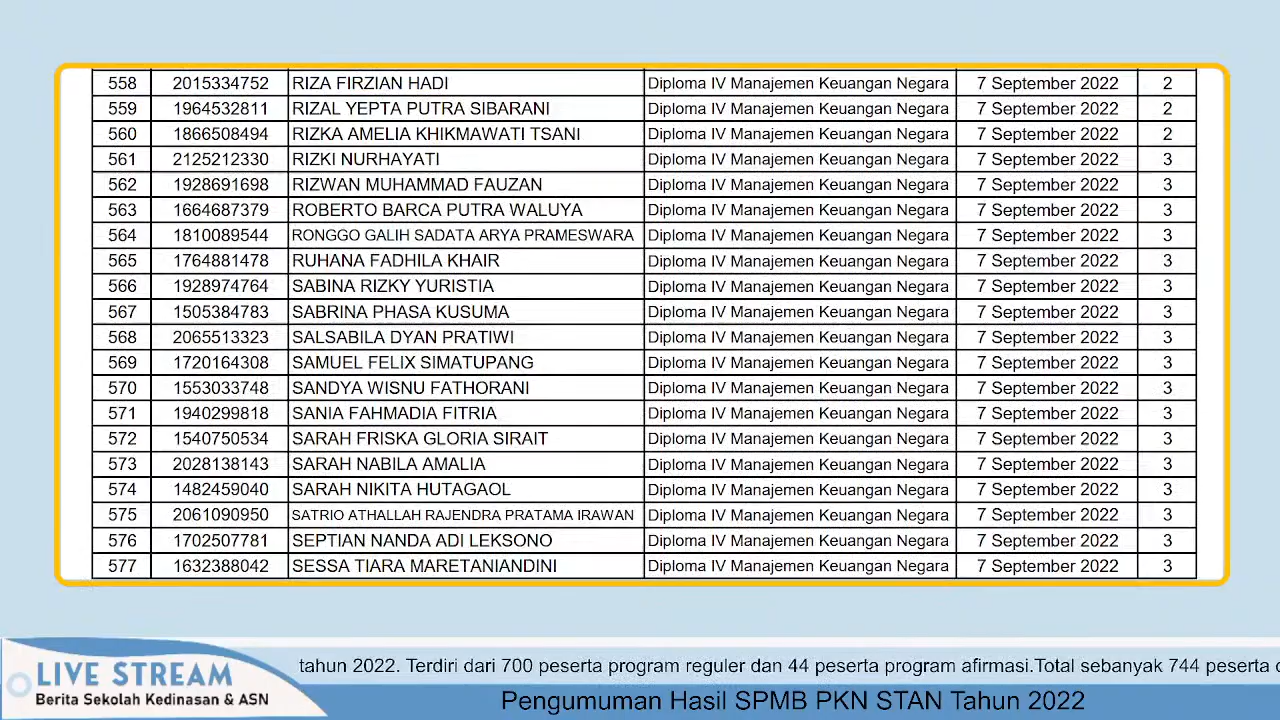 558 2015334752 RIZA FIRZIAN HADI Diploma IV Manajemen Keuangan Negara 7 September 2022 2
559 1964532811 RIZAL YEPTA PUTRA SIBARANI Diploma IV Manajemen Keuangan Negara 7 September 2022 2
560 1866508494 RIZKA AMELIA KHIKMAWATI TSANI Diploma IV Manajemen Keuangan Negara 7 September 2022 2
561 2125212330 RIZKI NURHAYATI Diploma IV Manajemen Keuangan Negara 7 September 2022 3
562 1928691698 RIZWAN MUHAMMAD FAUZAN Diploma IV Manajemen Keuangan Negara 7 September 2022 3
563 1664687379 ROBERTO BARCA PUTRA WALUYA Diploma IV Manajemen Keuangan Negara 7 September 2022 3
564 1810089544 RONGGO GALIH SADATA ARYA PRAMESWARA Diploma IV Manajemen Keuangan Negara 7 September 2022 3
565 1764881478 RUHANA FADHILA KHAIR Diploma IV Manajemen Keuangan Negara 7 September 2022 3
566 1928974764 SABINA RIZKY YURISTIA Diploma IV Manajemen Keuangan Negara 7 September 2022 3
567 1505384783 SABRINA PHASA KUSUMA Diploma IV Manajemen Keuangan Negara 7 September 2022 3
568 2065513323 SALSABILA DYAN PRATIWI Diploma IV Manajemen Keuangan Negara 7 September 2022 3
569 1720164308 SAMUEL FELIX SIMATUPANG Diploma IV Manajemen Keuangan Negara 7 September 2022 3
570 1553033748 SANDYA WISNU FATHORANI Diploma IV Manajemen Keuangan Negara 7 September 2022 3
571 1940299818 SANIA FAHMADIA FITRIA Diploma IV Manajemen Keuangan Negara 7 September 2022 3
572 1540750534 SARAH FRISKA GLORIA SIRAIT Diploma IV Manajemen Keuangan Negara 7 September 2022 3
573 2028138143 SARAH NABILA AMALIA Diploma IV Manajemen Keuangan Negara 7 September 2022 3
574 1482459040 SARAH NIKITA HUTAGAOL Diploma IV Manajemen Keuangan Negara 7 September 2022 3
575 2061090950 SATRIO ATHALLAH RAJENDRA PRATAMA IRAWAN Diploma IV Manajemen Keuangan Negara 7 September 2022 3
576 1702507781 SEPTIAN NANDA ADI LEKSONO Diploma IV Manajemen Keuangan Negara 7 September 2022 3
577 1632388042 SESSA TIARA MARETANIANDINI Diploma IV Manajemen Keuangan Negara 7 September 2022 3
LIVE STREAM
Berita Sekolah Kedinasan & ASN
tahun 2022. Terdiri dari 700 peserta program reguler dan 44 peserta program afirmasi.Total sebanyak 744 peserta
Pengumuman Hasil SPMB PKN STAN Tahun 2022